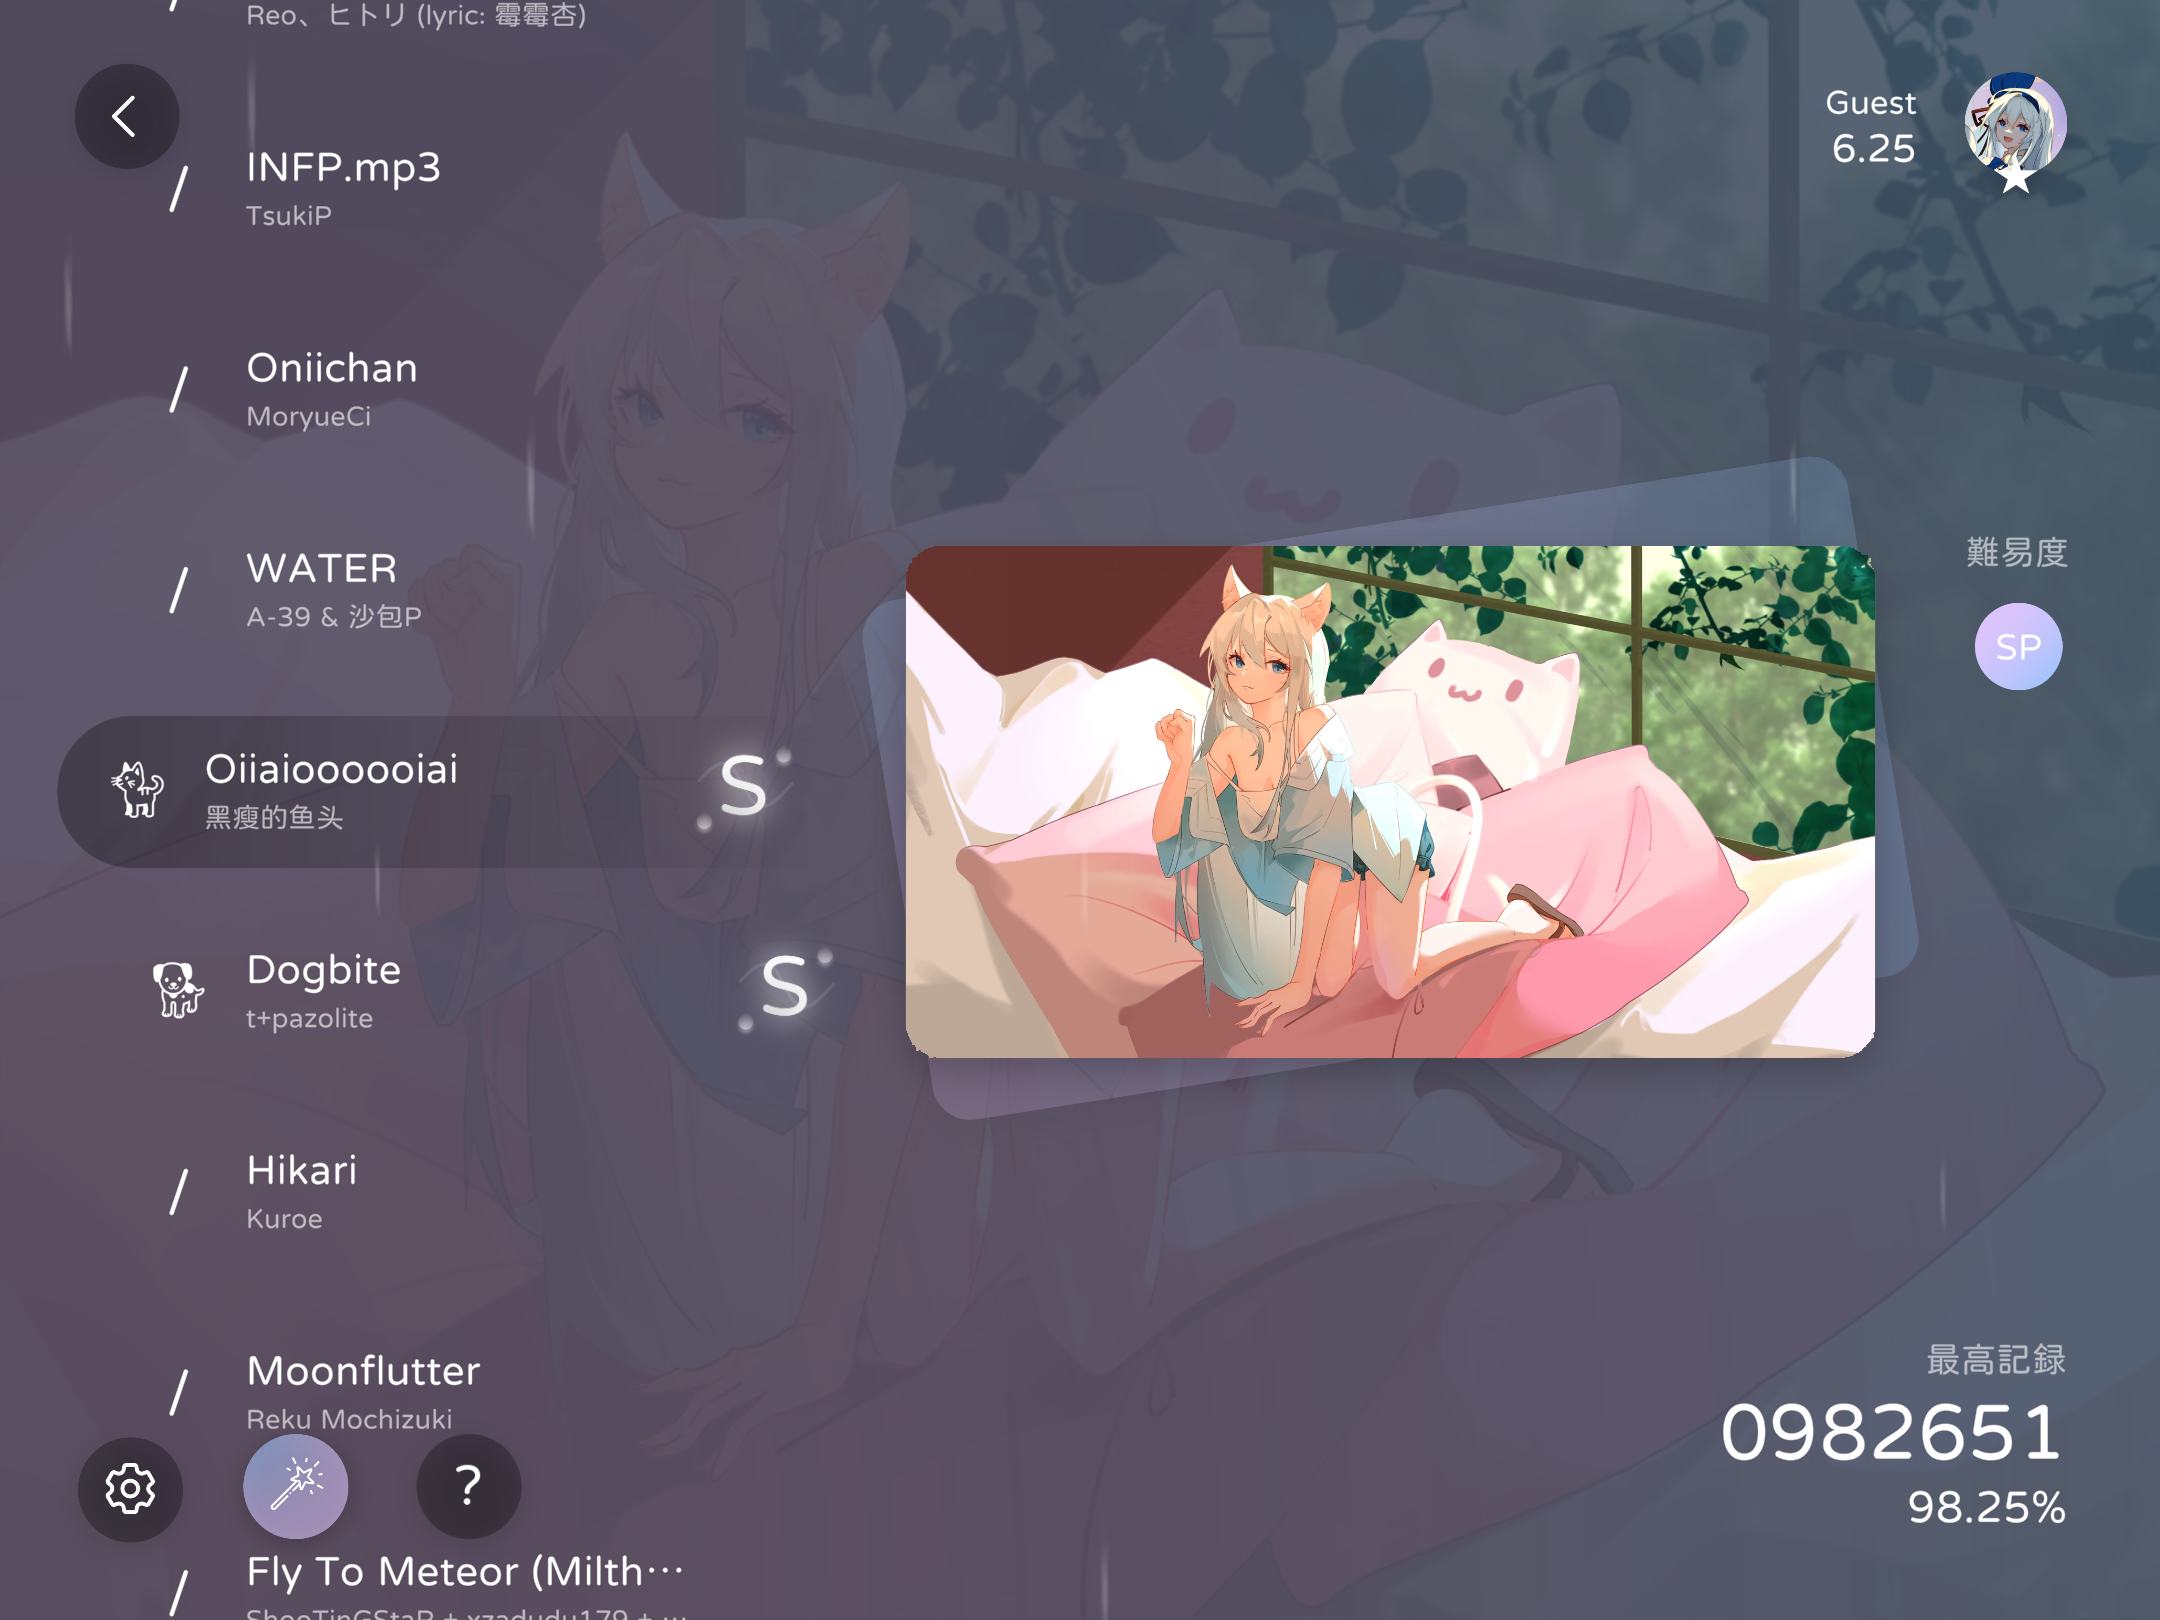 Reo、ヒトリ (lyric: 霉霉杏)
INFP.mp3
TsukiP
Oniichan
MoryueCi
WATER
A-39 & 沙包P
Oiiaioooooiai
黑瘦的鱼头
S
Dogbite
t+pazolite
S
Hikari
Kuroe
Moonflutter
Reku Mochizuki
?
Fly To Meteor (Milth…
ShooTinGStaR + xzadudu179 + …
Guest
6.25
難易度
SP
最高記録
0982651
98.25%